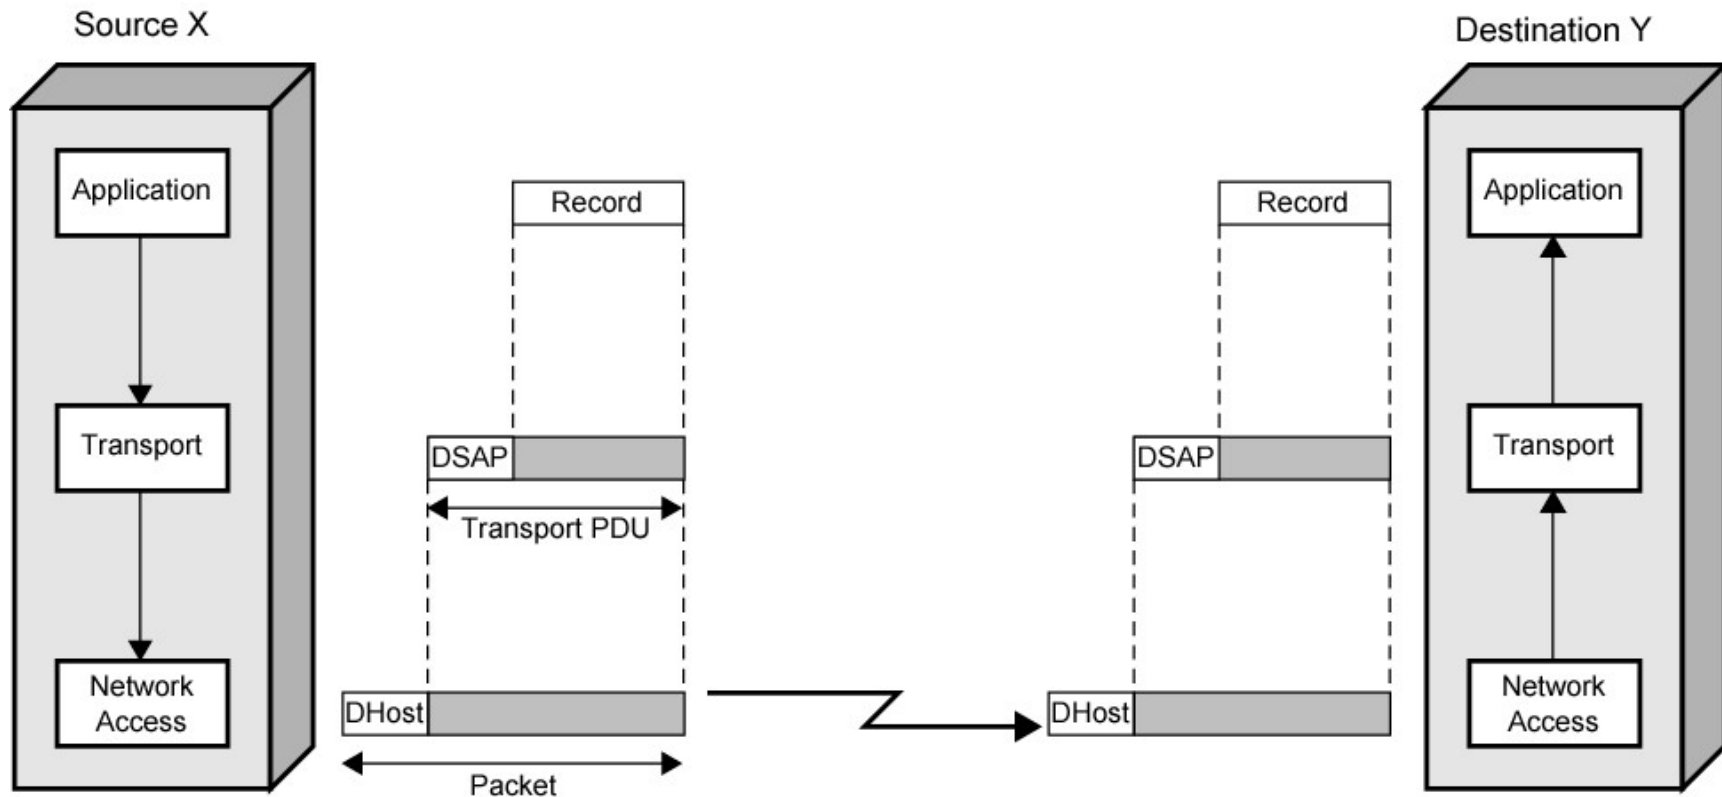 Source X
Destination Y
Application
Record
Record
Application
Transport
DSAP
DSAP
Transport
Transport PDU
Network
Access
DHost
DHost
Network
Access
Packet